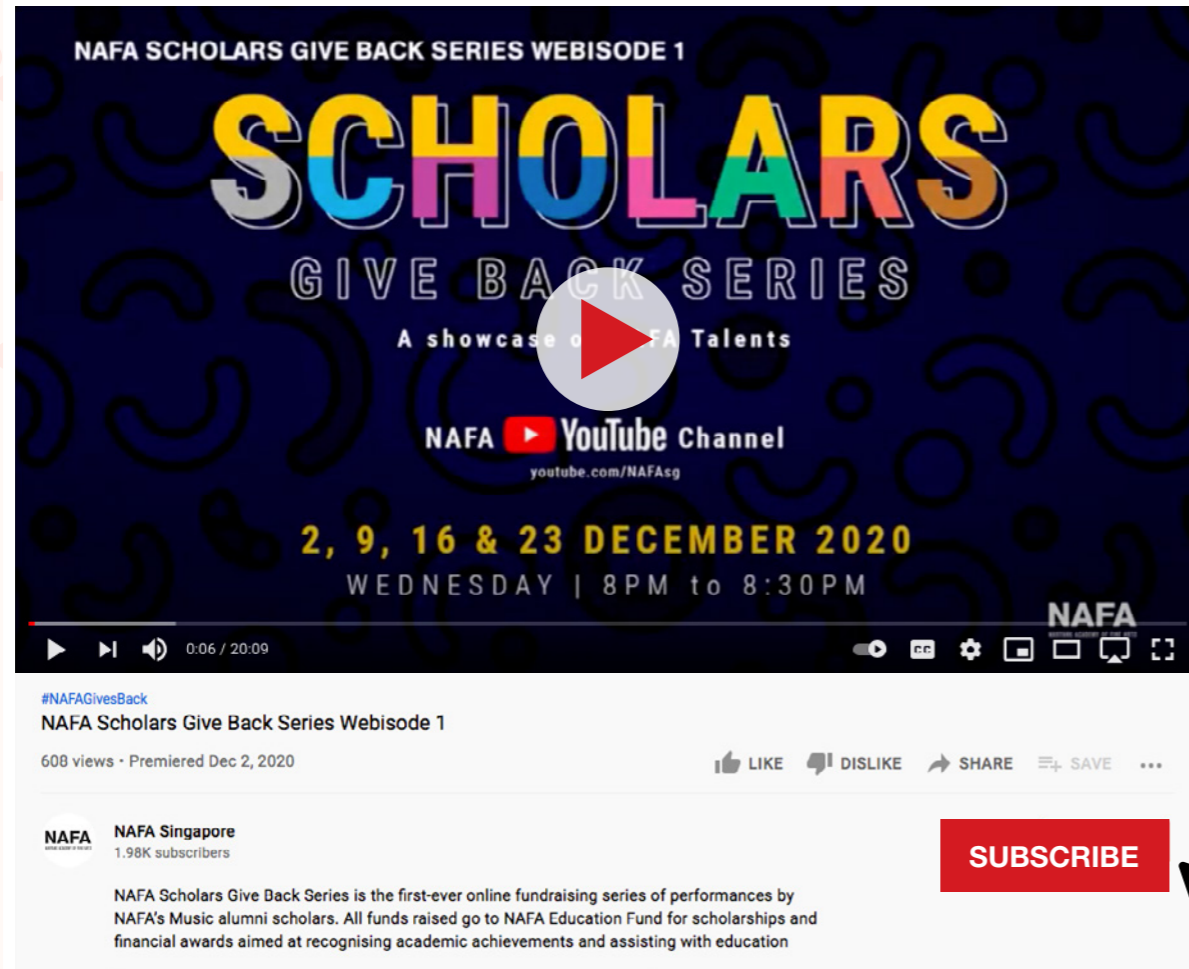 NAFA SCHOLARS GIVE BACK SERIES WEBISODE 1
SCHOLARS
GIVE BACK SERIES
A showcase o FA Talents
NAFA YouTube Channel
youtube.com/NAFAsg
2, 9, 16 & 23 DECEMBER 2020
WEDNESDAY | 8PM to 8:30PM
NAFA
0:06 / 20:09
CC
#NAFAGivesBack
NAFA Scholars Give Back Series Webisode 1
608 views · Premiered Dec 2, 2020
LIKE DISLIKE SHARE SAVE ...
NAFA
NAFA Singapore
1.98K subscribers
SUBSCRIBE
NAFA Scholars Give Back Series is the first-ever online fundraising series of performances by
NAFA's Music alumni scholars. All funds raised go to NAFA Education Fund for scholarships and
financial awards aimed at recognising academic achievements and assisting with education